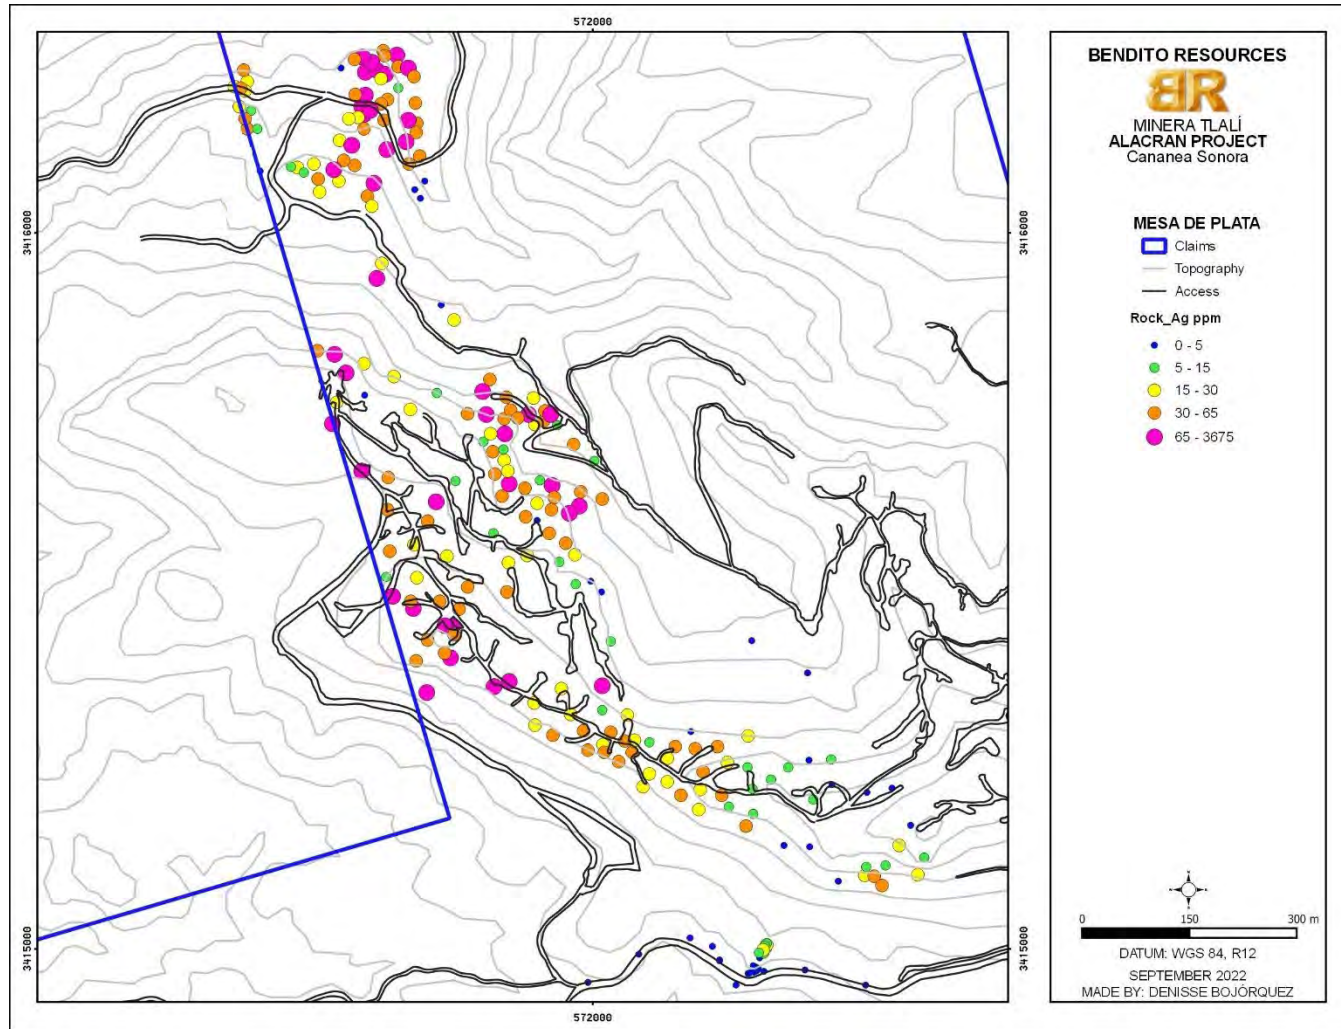 572000
3416000
3416000
3415000
3415000
572000
BENDITO RESOURCES
BR
MINERA TLALÍ
ALACRAN PROJECT
Cananea Sonora
MESA DE PLATA
Claims
Topography
Access
Rock_Ag ppm
0 - 5
5 - 15
15 - 30
30 - 65
65 - 3675
0 150 300 m
DATUM: WGS 84, R12
SEPTEMBER 2022
MADE BY: DENISSE BOJÓRQUEZ